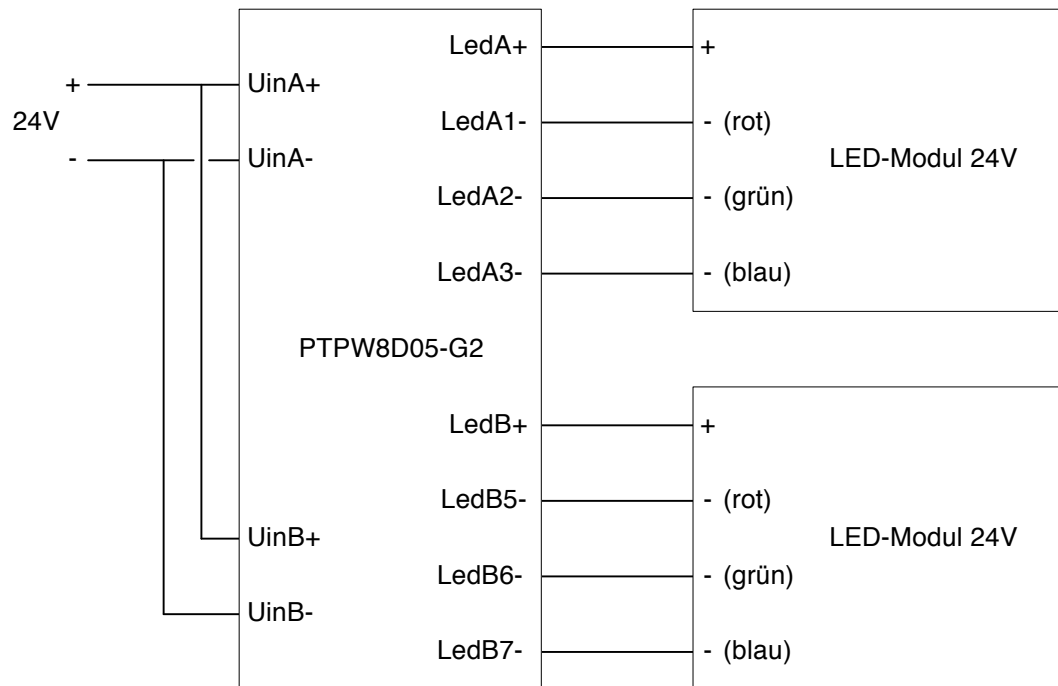 LedA+
+
+
UinA+
24V
LedA1-
- (rot)
LED-Modul 24V
-
UinA-
LedA2-
- (grün)
LedA3-
- (blau)
PTPW8D05-G2
LedB+
+
LedB5-
- (rot)
UinB+
LED-Modul 24V
LedB6-
- (grün)
UinB-
LedB7-
- (blau)